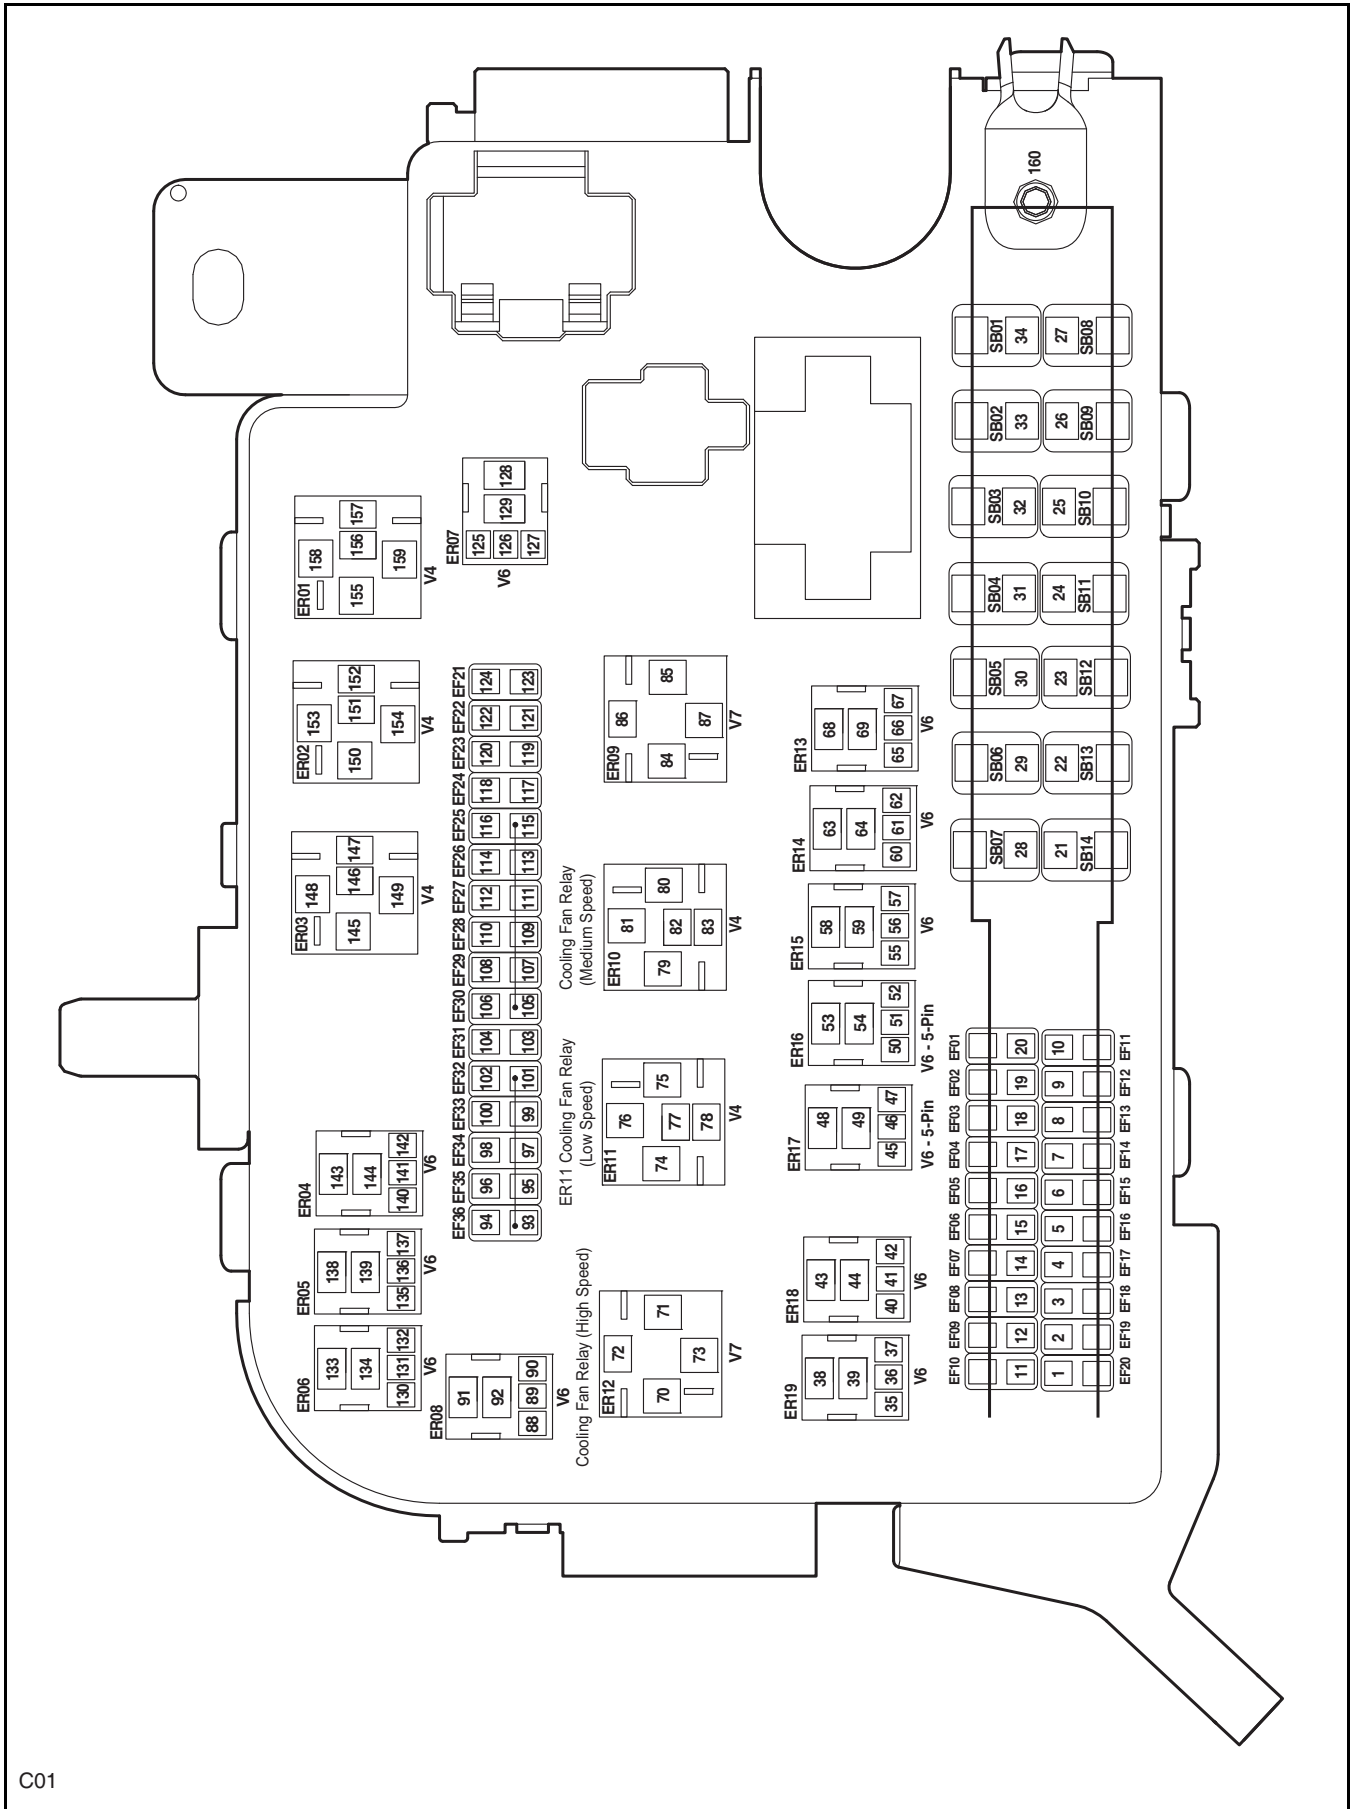 160
SB01
34
27
SB08
SB02
33
26
SB09
SB03
32
25
SB10
SB04
31
24
SB11
SB05
30
23
SB12
SB06
29
22
SB13
SB07
28
21
SB14
ER01
158
157
156
155
159
V4
ER07
128
129
125
126
127
V6
ER02
153
152
151
150
154
V4
ER03
148
147
146
145
149
V4
EF21
124
123
EF22
122
121
EF23
120
119
EF24
118
117
EF25
116
115
EF26
114
113
EF27
112
111
EF28
110
109
EF29
108
107
EF30
106
105
EF31
104
103
EF32
102
101
EF33
100
99
EF34
98
97
EF35
96
95
EF36
94
93
ER09
86
85
84
87
V7
Cooling Fan Relay
(Medium Speed)
ER10
81
80
82
83
79
V4
ER11 Cooling Fan Relay
(Low Speed)
ER11
76
75
77
78
74
V4
Cooling Fan Relay (High Speed)
ER12
72
71
70
73
V7
ER13
68
69
67
66
65
V6
ER14
63
64
62
61
60
V6
ER15
58
59
57
56
55
V6
ER16
53
54
52
51
50
V6 - 5-Pin
ER17
48
49
47
46
45
V6 - 5-Pin
ER18
43
44
42
41
40
V6
ER19
38
39
37
36
35
V6
ER04
143
144
142
141
140
V6
ER05
138
139
137
136
135
V6
ER06
133
134
132
131
130
V6
ER08
91
92
90
89
88
V6
EF01
20
10
EF11
EF02
19
9
EF12
EF03
18
8
EF13
EF04
17
7
EF14
EF05
16
6
EF15
EF06
15
5
EF16
EF07
14
4
EF17
EF08
13
3
EF18
EF09
12
2
EF19
EF10
11
1
EF20
C01